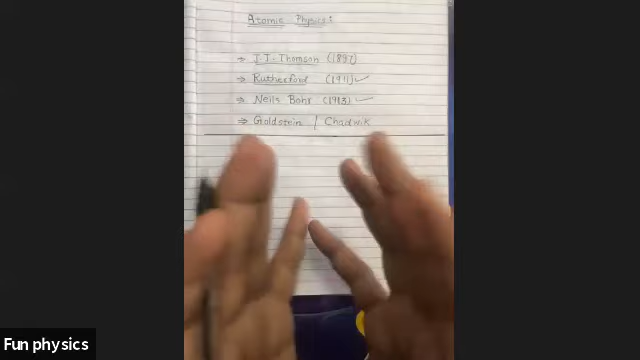 Atomic Physics:
⇒ J.J. Thomson (1897)
⇒ Rutherford (1911)
⇒ Neils Bohr (1913)
⇒ Goldstein / Chadwik
Fun physics